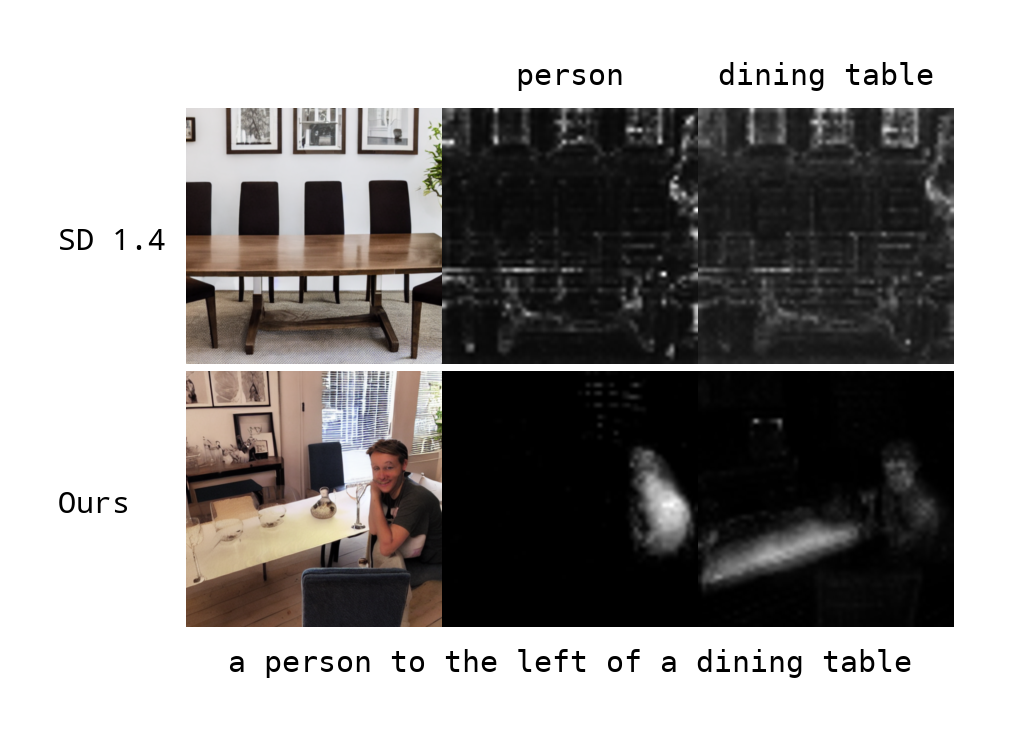 person
dining table
SD 1.4
Ours
a person to the left of a dining table